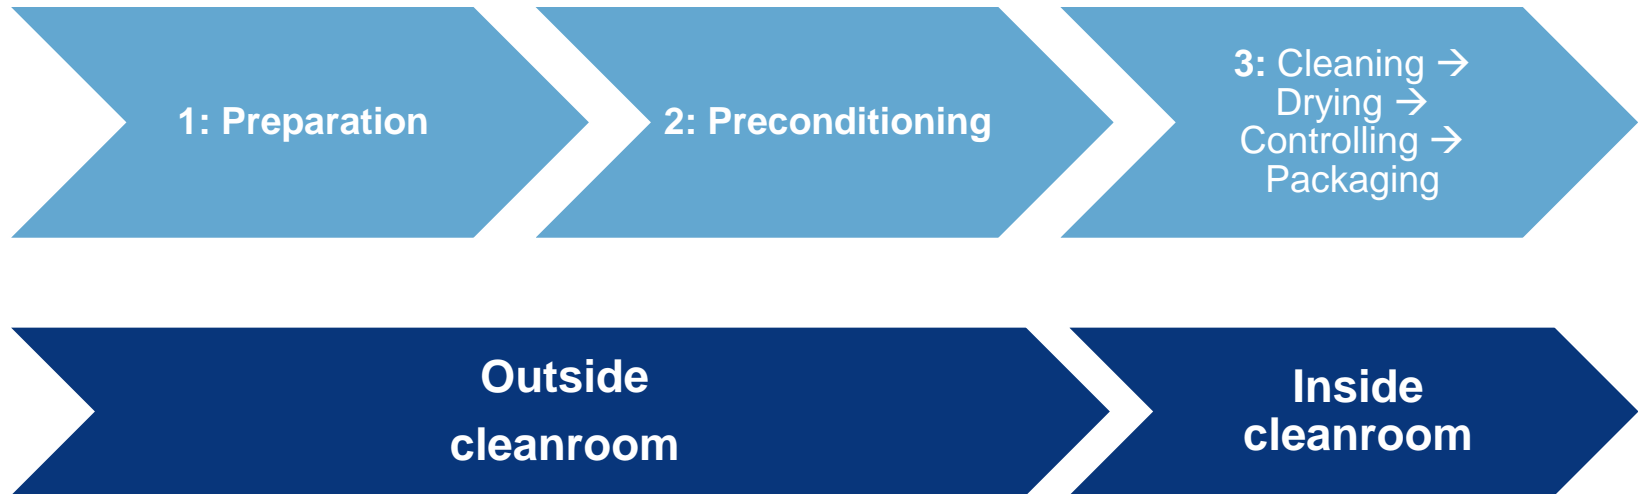 1: Preparation
2: Preconditioning
3: Cleaning →
Drying →
Controlling →
Packaging
Outside
cleanroom
Inside
cleanroom